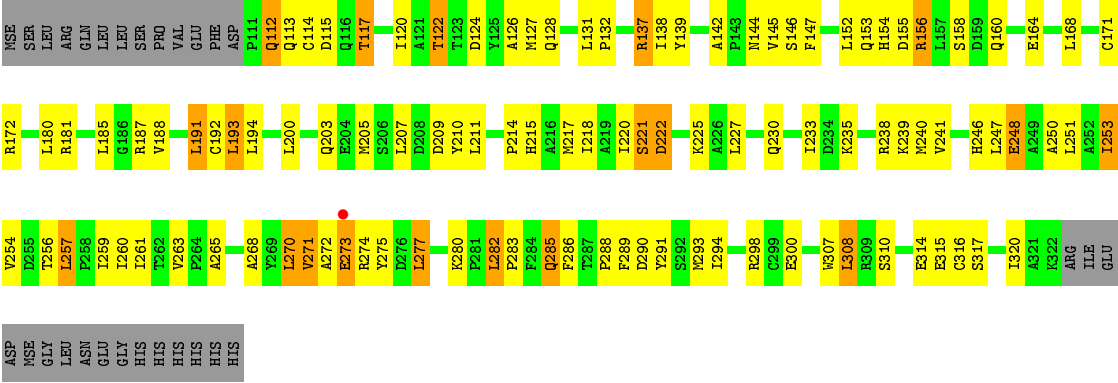 MSE SER LEU ARG GLN LEU LEU SER PRO VAL GLU PHE ASP P111 Q112 Q113 C114 D115 Q116 T117 I120 A121 T122 T123 D124 Y125 A126 M127 Q128 L131 P132 R137 I138 Y139 A142 P143 N144 V145 S146 F147 L152 Q153 H154 D155 R156 L157 S158 D159 Q160 E164 L168 C171
R172 L180 R181 L185 G186 R187 V188 L191 C192 L193 L194 L200 Q203 E204 M205 S206 L207 D208 D209 Y210 L211 P214 H215 A216 M217 I218 A219 I220 S221 D222 K225 A226 L227 Q230 I233 D234 K235 R238 K239 M240 V241 H246 L247 E248 A249 A250 L251 A252 I253
V254 D255 T256 L257 P258 I259 I260 I261 T262 V263 P264 A265 A268 Y269 L270 V271 A272 E273 R274 Y275 D276 L277 K280 P281 L282 P283 F284 Q285 F286 T287 P288 F289 D290 Y291 S292 M293 I294 R298 C299 E300 W307 L308 R309 S310 E314 E315 C316 S317 I320 A321 K322 ARG ILE GLU
ASP MSE GLY LEU ASN GLU GLY HIS HIS HIS HIS HIS HIS